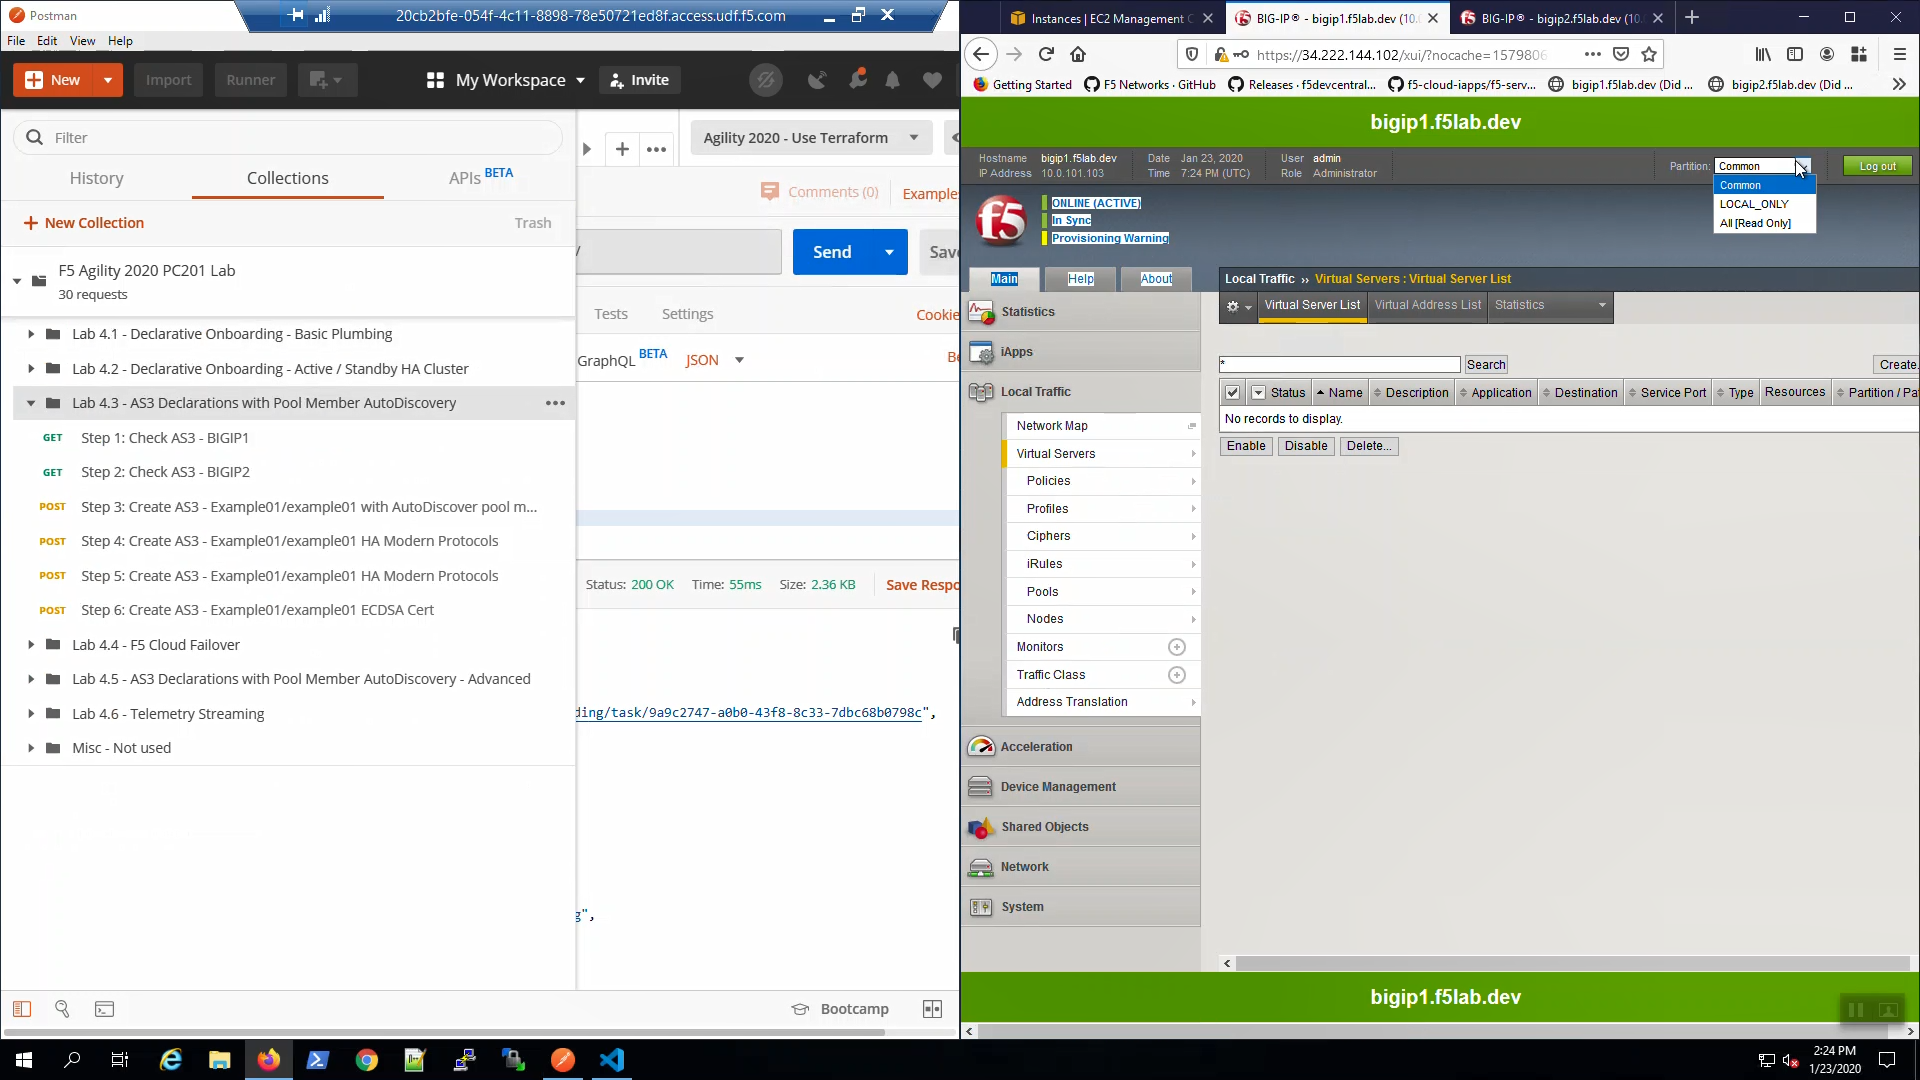 Postman
20cb2bfe-054f-4c11-8898-78e50721ed8f.access.udf.f5.com
File Edit View Help
New
Import
Runner
My Workspace
Invite
Filter
History
Collections
APIs BETA
New Collection
Trash
F5 Agility 2020 PC201 Lab
30 requests
Lab 4.1 - Declarative Onboarding - Basic Plumbing
Lab 4.2 - Declarative Onboarding - Active / Standby HA Cluster
Lab 4.3 - AS3 Declarations with Pool Member AutoDiscovery
GET Step 1: Check AS3 - BIGIP1
GET Step 2: Check AS3 - BIGIP2
POST Step 3: Create AS3 - Example01/example01 with AutoDiscover pool m...
POST Step 4: Create AS3 - Example01/example01 HA Modern Protocols
POST Step 5: Create AS3 - Example01/example01 HA Modern Protocols
POST Step 6: Create AS3 - Example01/example01 ECDSA Cert
Lab 4.4 - F5 Cloud Failover
Lab 4.5 - AS3 Declarations with Pool Member AutoDiscovery - Advanced
Lab 4.6 - Telemetry Streaming
Misc - Not used
Agility 2020 - Use Terraform
Comments (0)
Examples
/
Send
Sav
Tests
Settings
Cookie
GraphQL BETA
JSON
Be
Status: 200 OK Time: 55ms Size: 2.36 KB
Save Respo
ding/task/9a9c2747-a0b0-43f8-8c33-7dbc68b0798c",
g",
Bootcamp
Instances | EC2 Management C
BIG-IP® - bigip1.f5lab.dev (10.
BIG-IP® - bigip2.f5lab.dev (10.
https://34.222.144.102/xui/?nocache=1579806
Getting Started
F5 Networks · GitHub
Releases · f5devcentral...
f5-cloud-iapps/f5-serv...
bigip1.f5lab.dev (Did ...
bigip2.f5lab.dev (Did ...
bigip1.f5lab.dev
Hostname bigip1.f5lab.dev Date Jan 23, 2020 User admin
IP Address 10.0.101.103 Time 7:24 PM (UTC) Role Administrator
Partition: Common
Log out
Common
LOCAL_ONLY
All [Read Only]
f5
ONLINE (ACTIVE)
In Sync
Provisioning Warning
Main
Help
About
Local Traffic ›› Virtual Servers : Virtual Server List
Virtual Server List
Virtual Address List
Statistics
Statistics
iApps
Local Traffic
Network Map
Virtual Servers
Policies
Profiles
Ciphers
iRules
Pools
Nodes
Monitors
Traffic Class
Address Translation
Acceleration
Device Management
Shared Objects
Network
System
*
Search
Create.
Status Name Description Application Destination Service Port Type Resources Partition / Pa
No records to display.
Enable
Disable
Delete...
bigip1.f5lab.dev
2:24 PM
1/23/2020